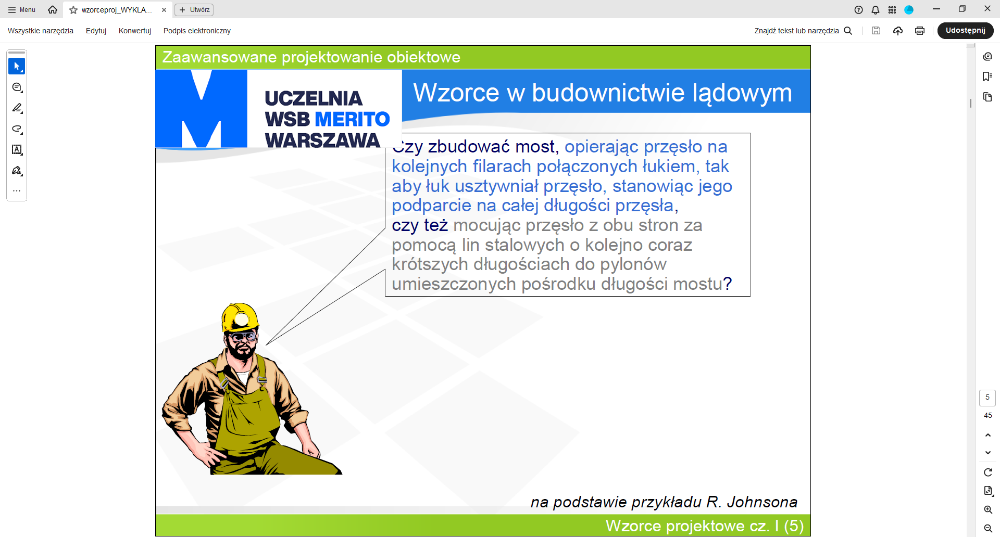 Menu
wzorceproj_WYKLA...
Utwórz
Wszystkie narzędzia
Edytuj
Konwertuj
Podpis elektroniczny
Znajdź tekst lub narzędzia
Udostępnij
Zaawansowane projektowanie obiektowe
UCZELNIA
WSB MERITO
WARSZAWA
Wzorce w budownictwie lądowym
Czy zbudować most, opierając przęsło na
kolejnych filarach połączonych łukiem, tak
aby łuk usztywniał przęsło, stanowiąc jego
podparcie na całej długości przęsła,
czy też mocując przęsło z obu stron za
pomocą lin stalowych o kolejno coraz
krótszych długościach do pylonów
umieszczonych pośrodku długości mostu?
na podstawie przykładu R. Johnsona
Wzorce projektowe cz. I (5)
5
45